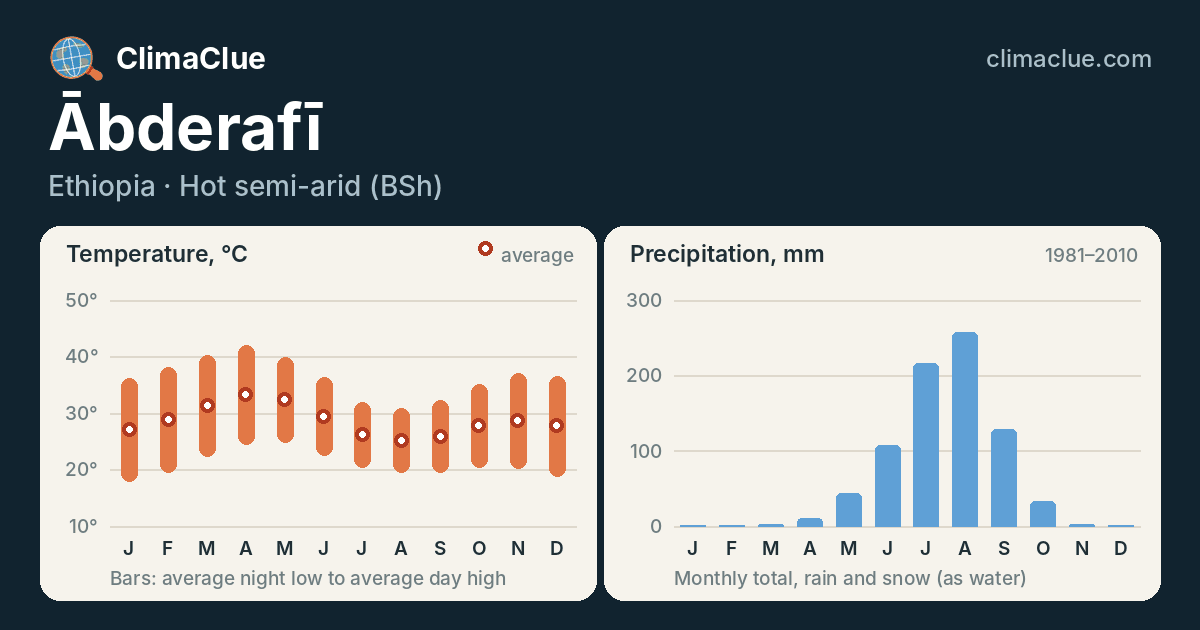 ClimaClue
climaclue.com
Ābderafī
Ethiopia · Hot semi-arid (BSh)
Temperature, °C
average
50°
40°
30°
20°
10°
J F M A M J J A S O N D
Bars: average night low to average day high
Precipitation, mm
1981–2010
300
200
100
0
J F M A M J J A S O N D
Monthly total, rain and snow (as water)